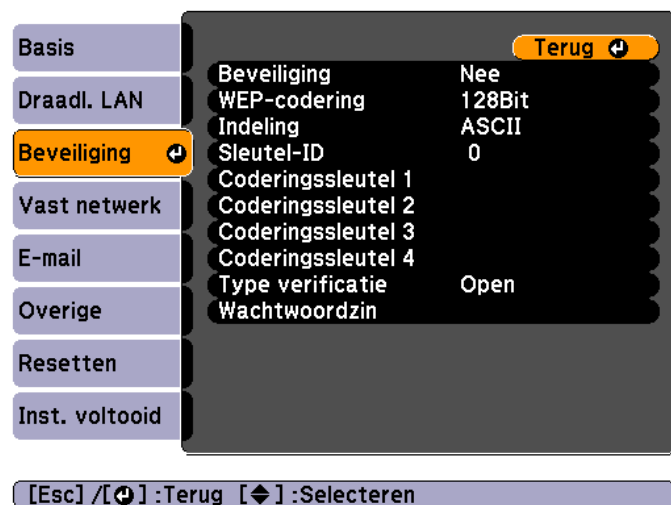 Basis
Draadl. LAN
Beveiliging
Vast netwerk
E-mail
Overige
Resetten
Inst. voltooid
Terug
Beveiliging Nee
WEP-codering 128Bit
Indeling ASCII
Sleutel-ID 0
Coderingssleutel 1
Coderingssleutel 2
Coderingssleutel 3
Coderingssleutel 4
Type verificatie Open
Wachtwoordzin
[Esc] /[⏎] :Terug [◆] :Selecteren